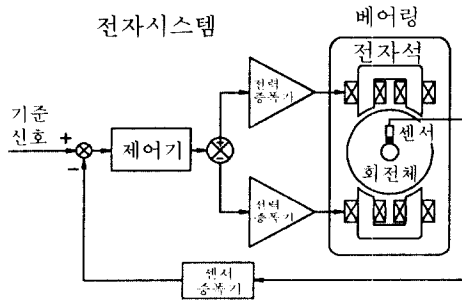 전자시스템
베어링
전자석
전력
증폭기
기준
신호
+
−
제어기
+
−
센서
회전체
전력
증폭기
센서
증폭기